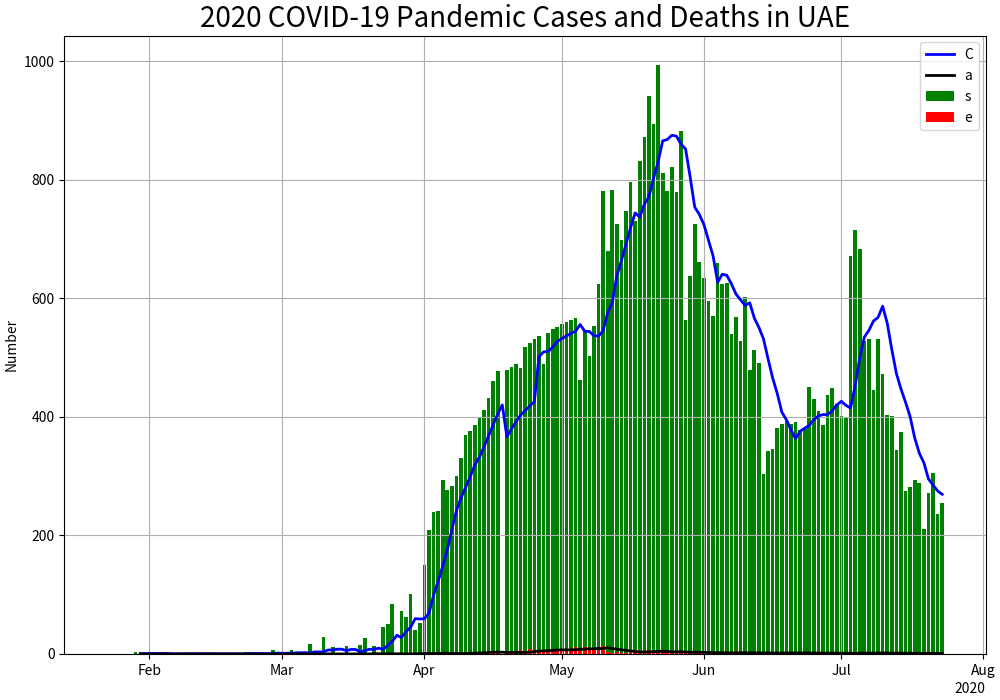 2020 COVID-19 Pandemic Cases and Deaths in UAE
Number
1000
800
600
400
200
0
C
a
s
e
Feb
Mar
Apr
May
Jun
Jul
Aug
2020